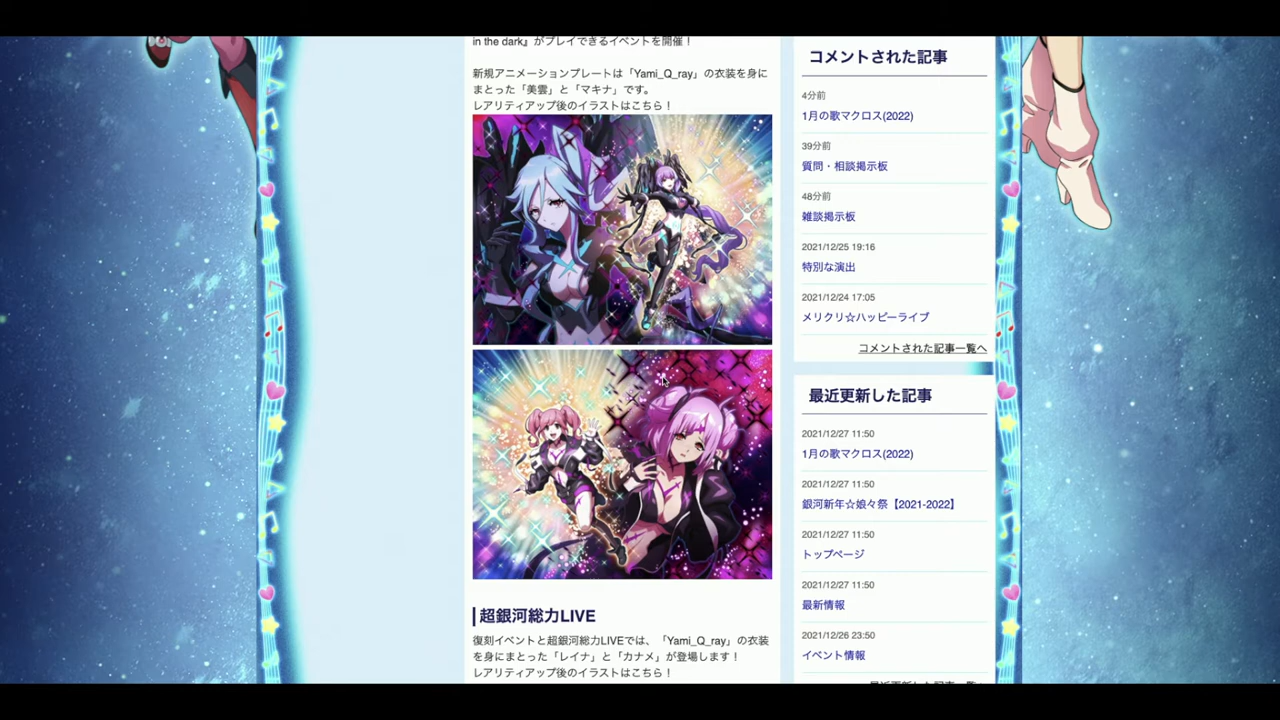 in the dark』がプレイできるイベントを開催！
新規アニメーションプレートは「Yami_Q_ray」の衣装を身に
まとった「美雲」と「マキナ」です。
レアリティアップ後のイラストはこちら！
超銀河総力LIVE
復刻イベントと超銀河総力LIVEでは、「Yami_Q_ray」の衣装
を身にまとった「レイナ」と「カナメ」が登場します！
レアリティアップ後のイラストはこちら！
コメントされた記事
4分前
1月の歌マクロス(2022)
39分前
質問・相談掲示板
48分前
雑談掲示板
2021/12/25 19:16
特別な演出
2021/12/24 17:05
メリクリ☆ハッピーライブ
コメントされた記事一覧へ
最近更新した記事
2021/12/27 11:50
1月の歌マクロス(2022)
2021/12/27 11:50
銀河新年☆娘々祭【2021-2022】
2021/12/27 11:50
トップページ
2021/12/27 11:50
最新情報
2021/12/26 23:50
イベント情報